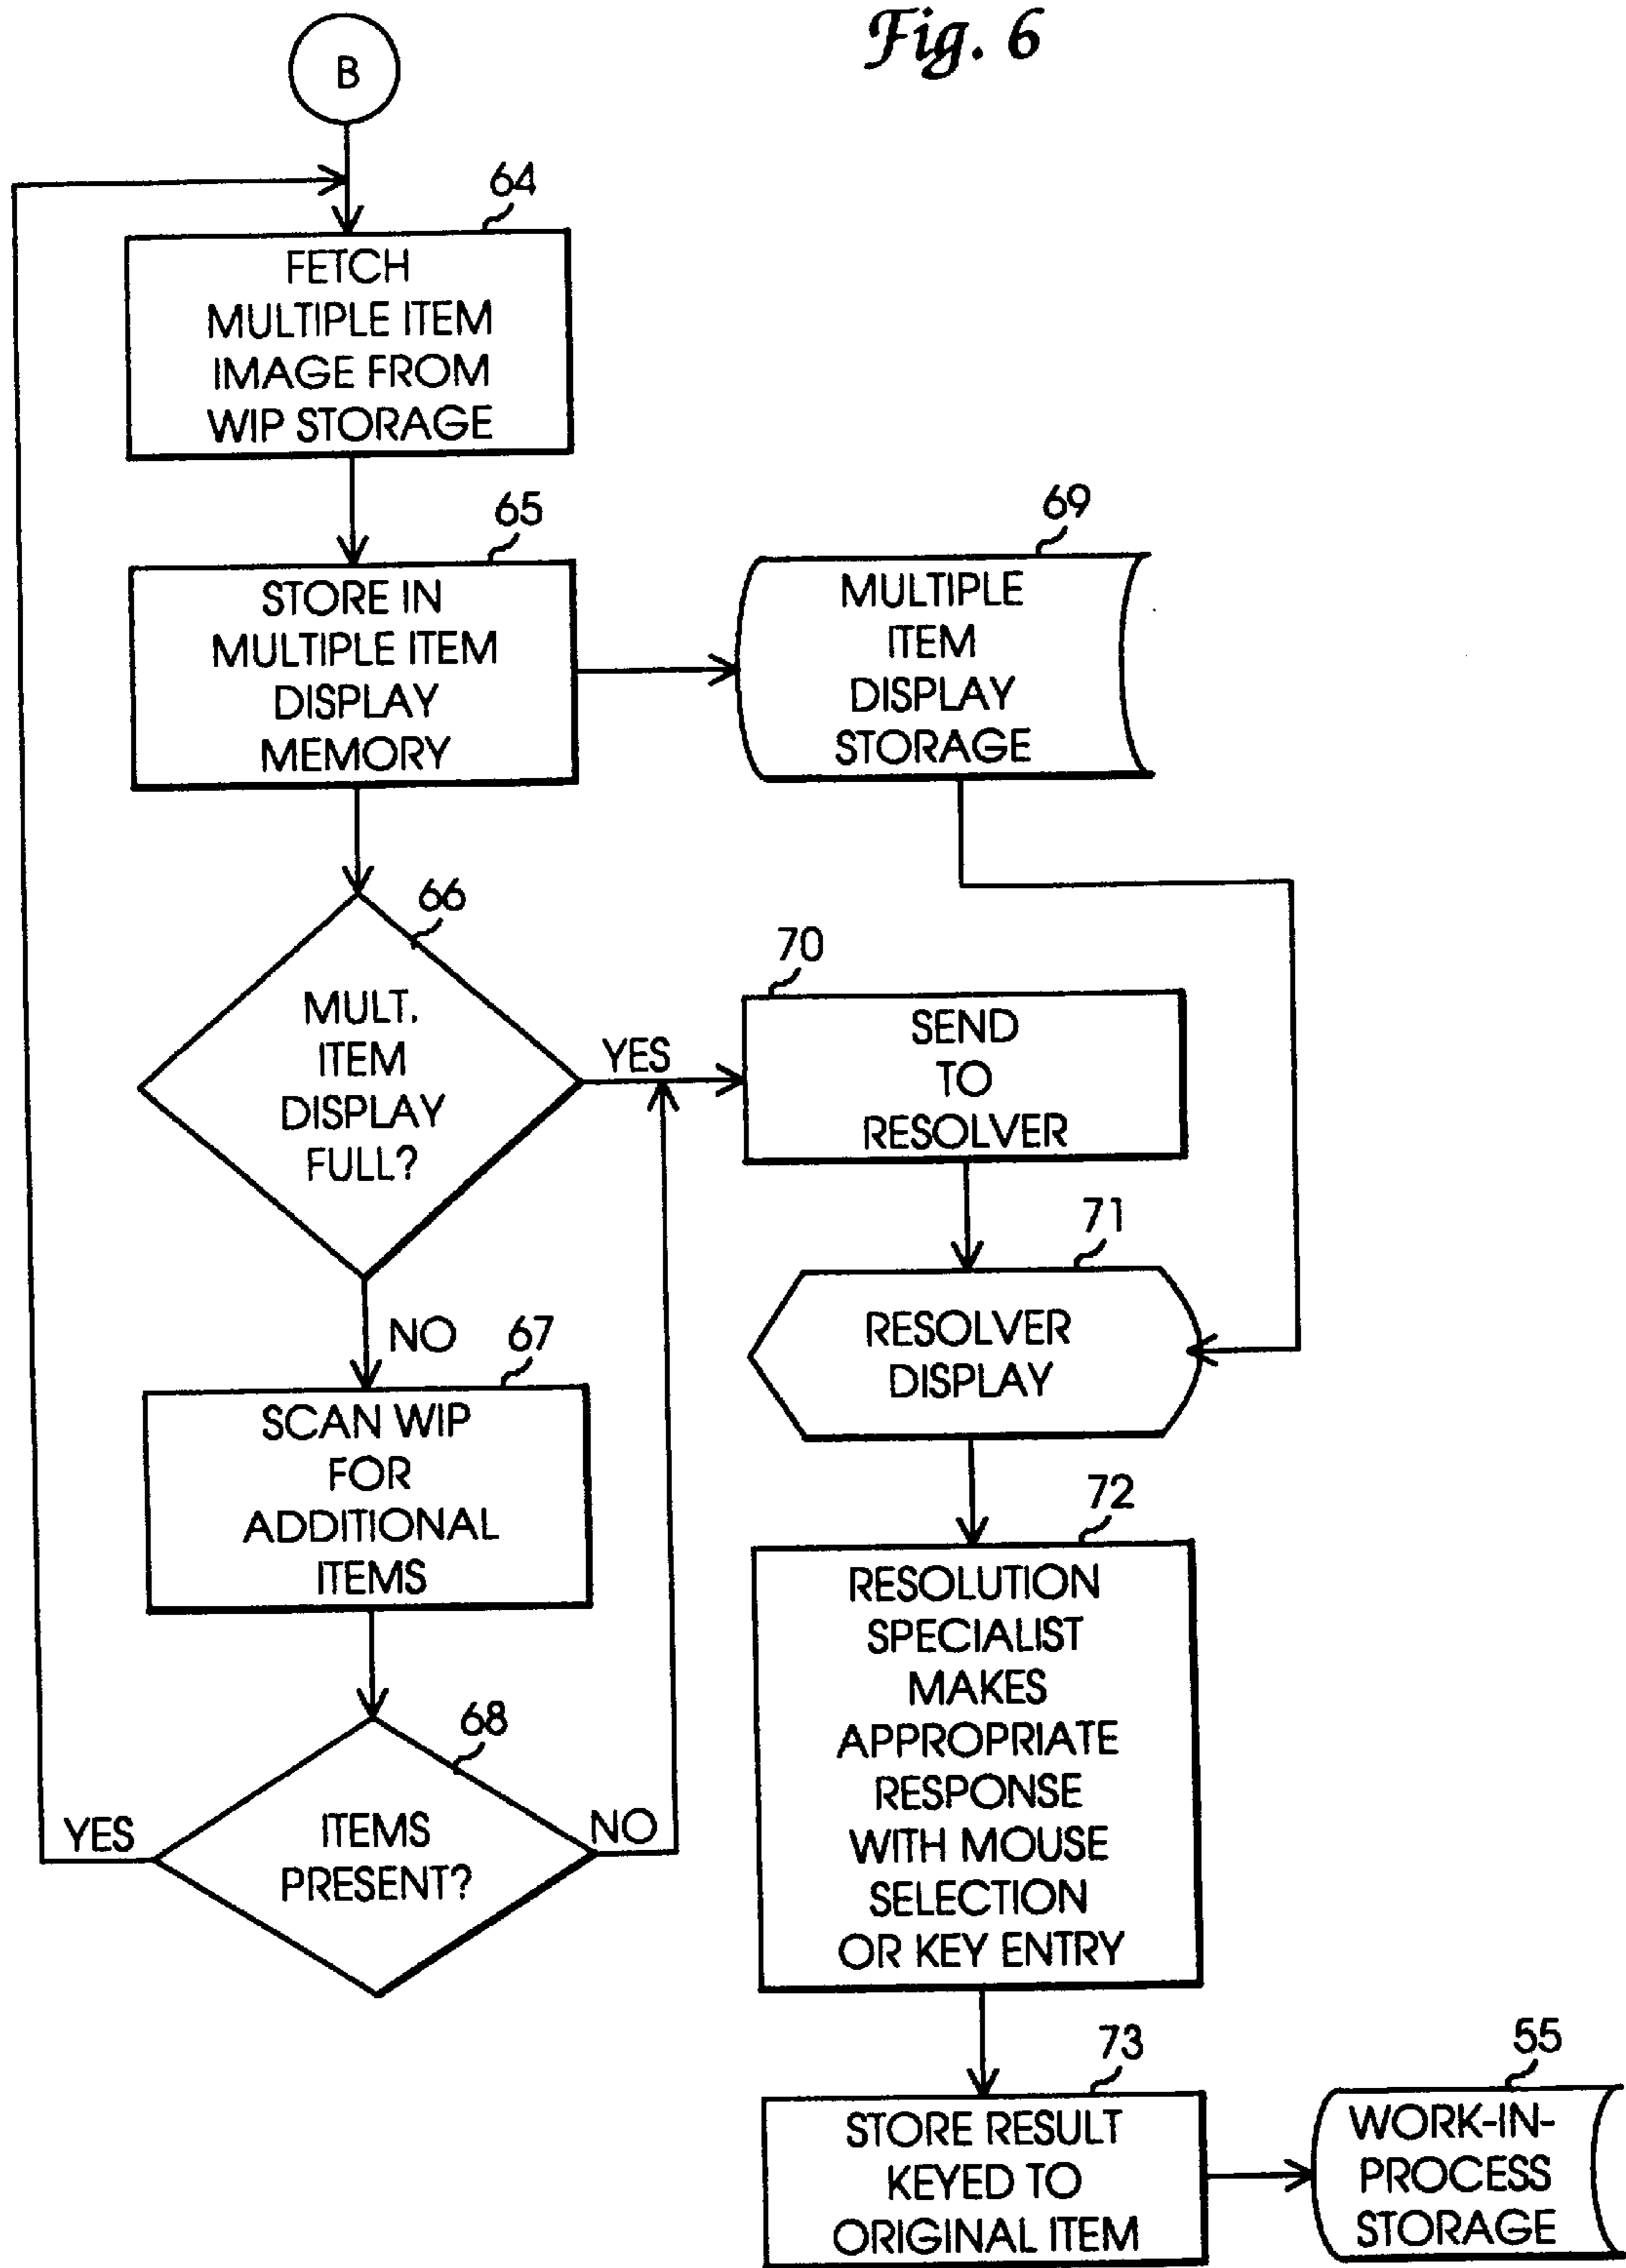 Fig. 6
B
64
FETCH
MULTIPLE ITEM
IMAGE FROM
WIP STORAGE
65
STORE IN
MULTIPLE ITEM
DISPLAY
MEMORY
69
MULTIPLE
ITEM
DISPLAY
STORAGE
66
MULT.
ITEM
DISPLAY
FULL?
YES
NO
70
SEND
TO
RESOLVER
71
RESOLVER
DISPLAY
67
SCAN WIP
FOR
ADDITIONAL
ITEMS
68
ITEMS
PRESENT?
YES
NO
72
RESOLUTION
SPECIALIST
MAKES
APPROPRIATE
RESPONSE
WITH MOUSE
SELECTION
OR KEY ENTRY
73
STORE RESULT
KEYED TO
ORIGINAL ITEM
55
WORK-IN-
PROCESS
STORAGE